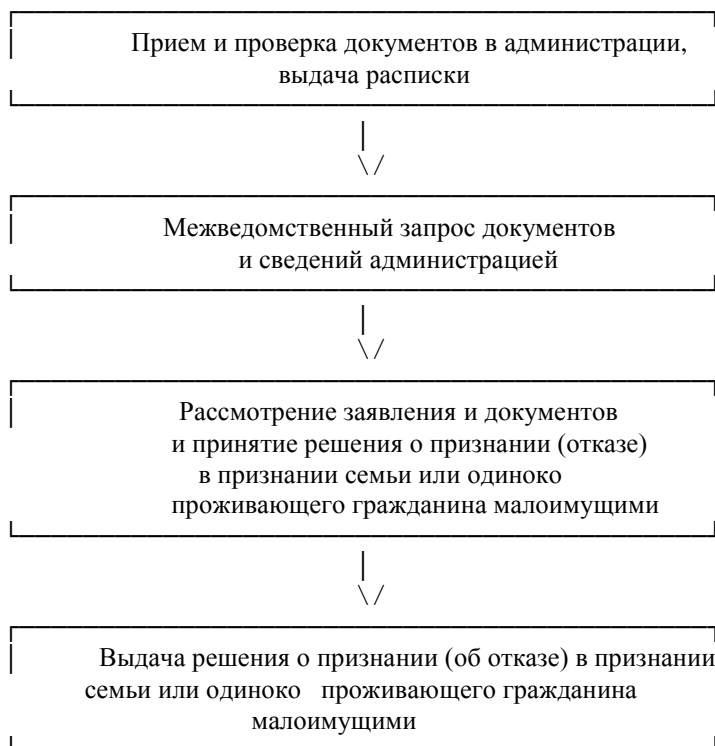 Прием и проверка документов в администрации,
выдача расписки
Межведомственный запрос документов
и сведений администрацией
Рассмотрение заявления и документов
и принятие решения о признании (отказе)
в признании семьи или одиноко
проживающего гражданина малоимущими
Выдача решения о признании (об отказе) в признании
семьи или одиноко проживающего гражданина
малоимущими